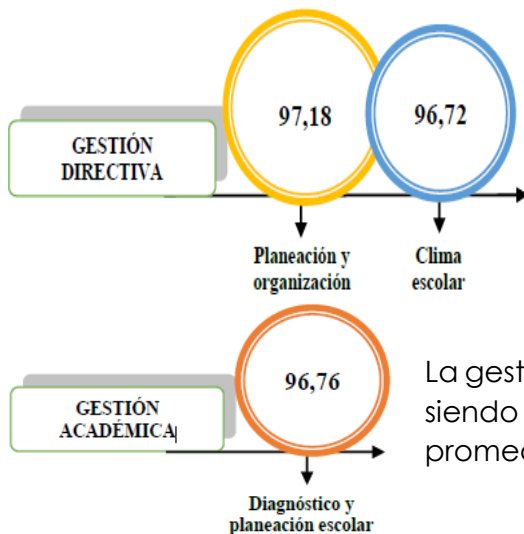 97,18
96,72
GESTIÓN
DIRECTIVA
Planeación y
organización
Clima
escolar
96,76
GESTIÓN
ACADÉMICA
La gest
siendo
promed
Diagnóstico y
planeación escolar